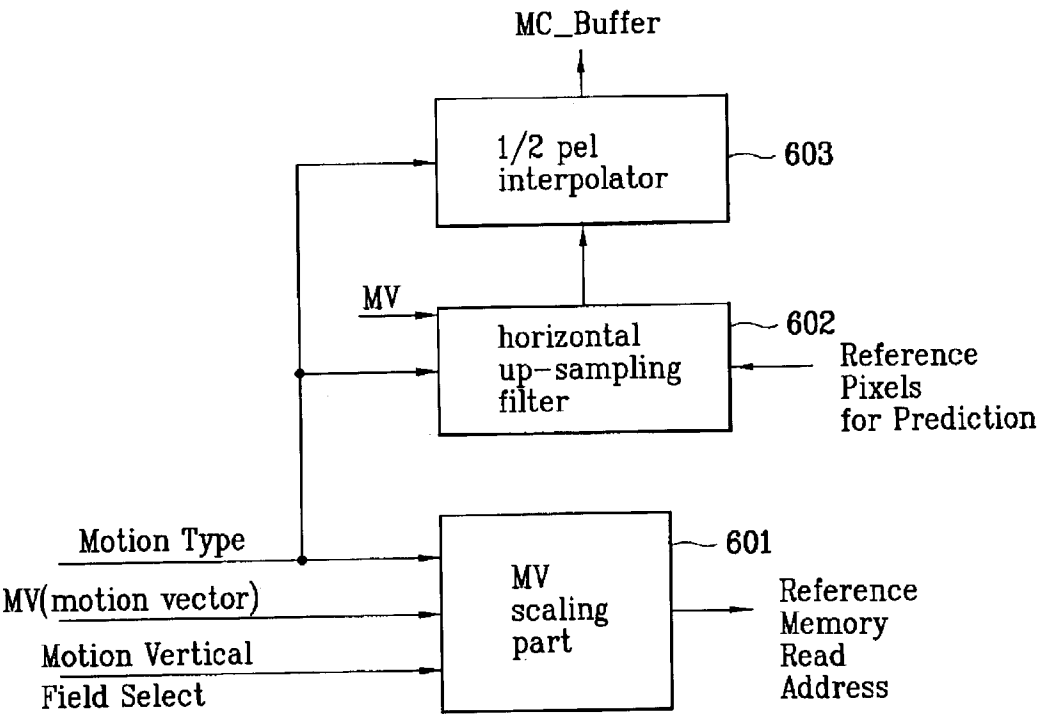 MC_Buffer
1/2 pel
interpolator
603
MV
horizontal
up-sampling
filter
602
Reference
Pixels
for Prediction
Motion Type
MV(motion vector)
Motion Vertical
Field Select
MV
scaling
part
601
Reference
Memory
Read
Address